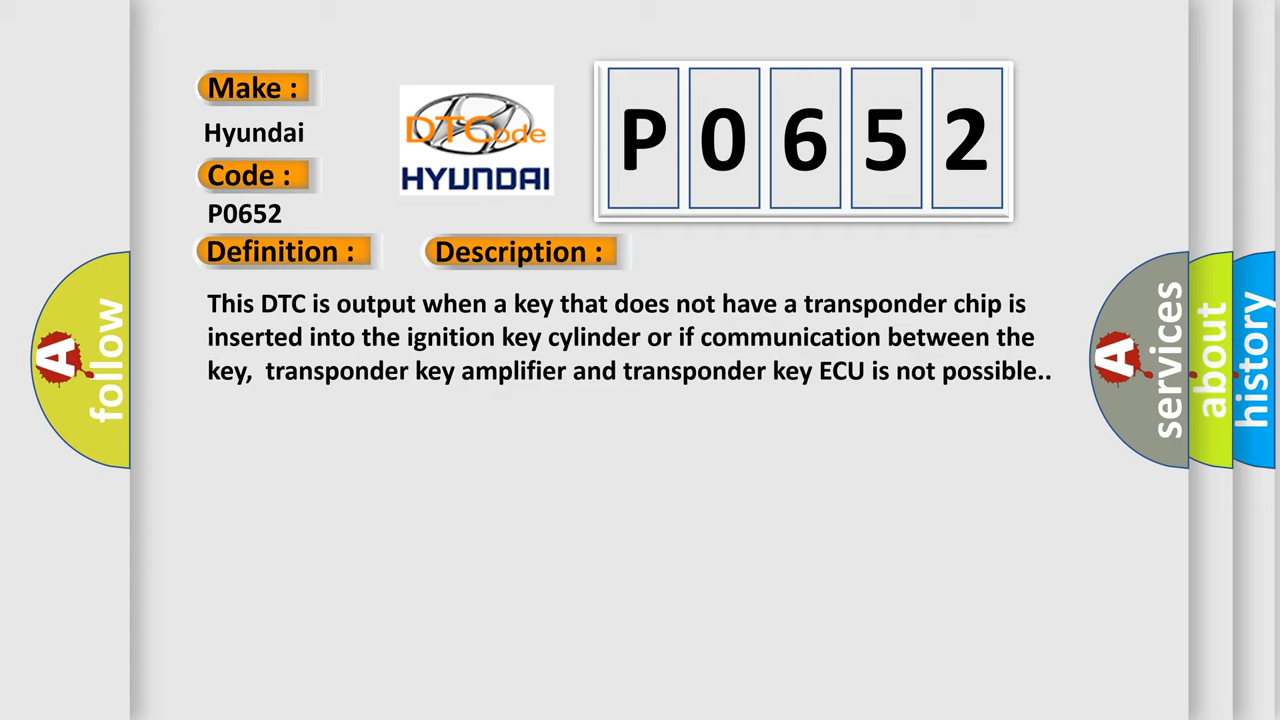 Make :
Hyundai
Code :
P0652
Definition :
Description :
DTCode
HYUNDAI
P0652
This DTC is output when a key that does not have a transponder chip is
inserted into the ignition key cylinder or if communication between the
key,  transponder key amplifier and transponder key ECU is not possible..
A
follow
A
services
about
history